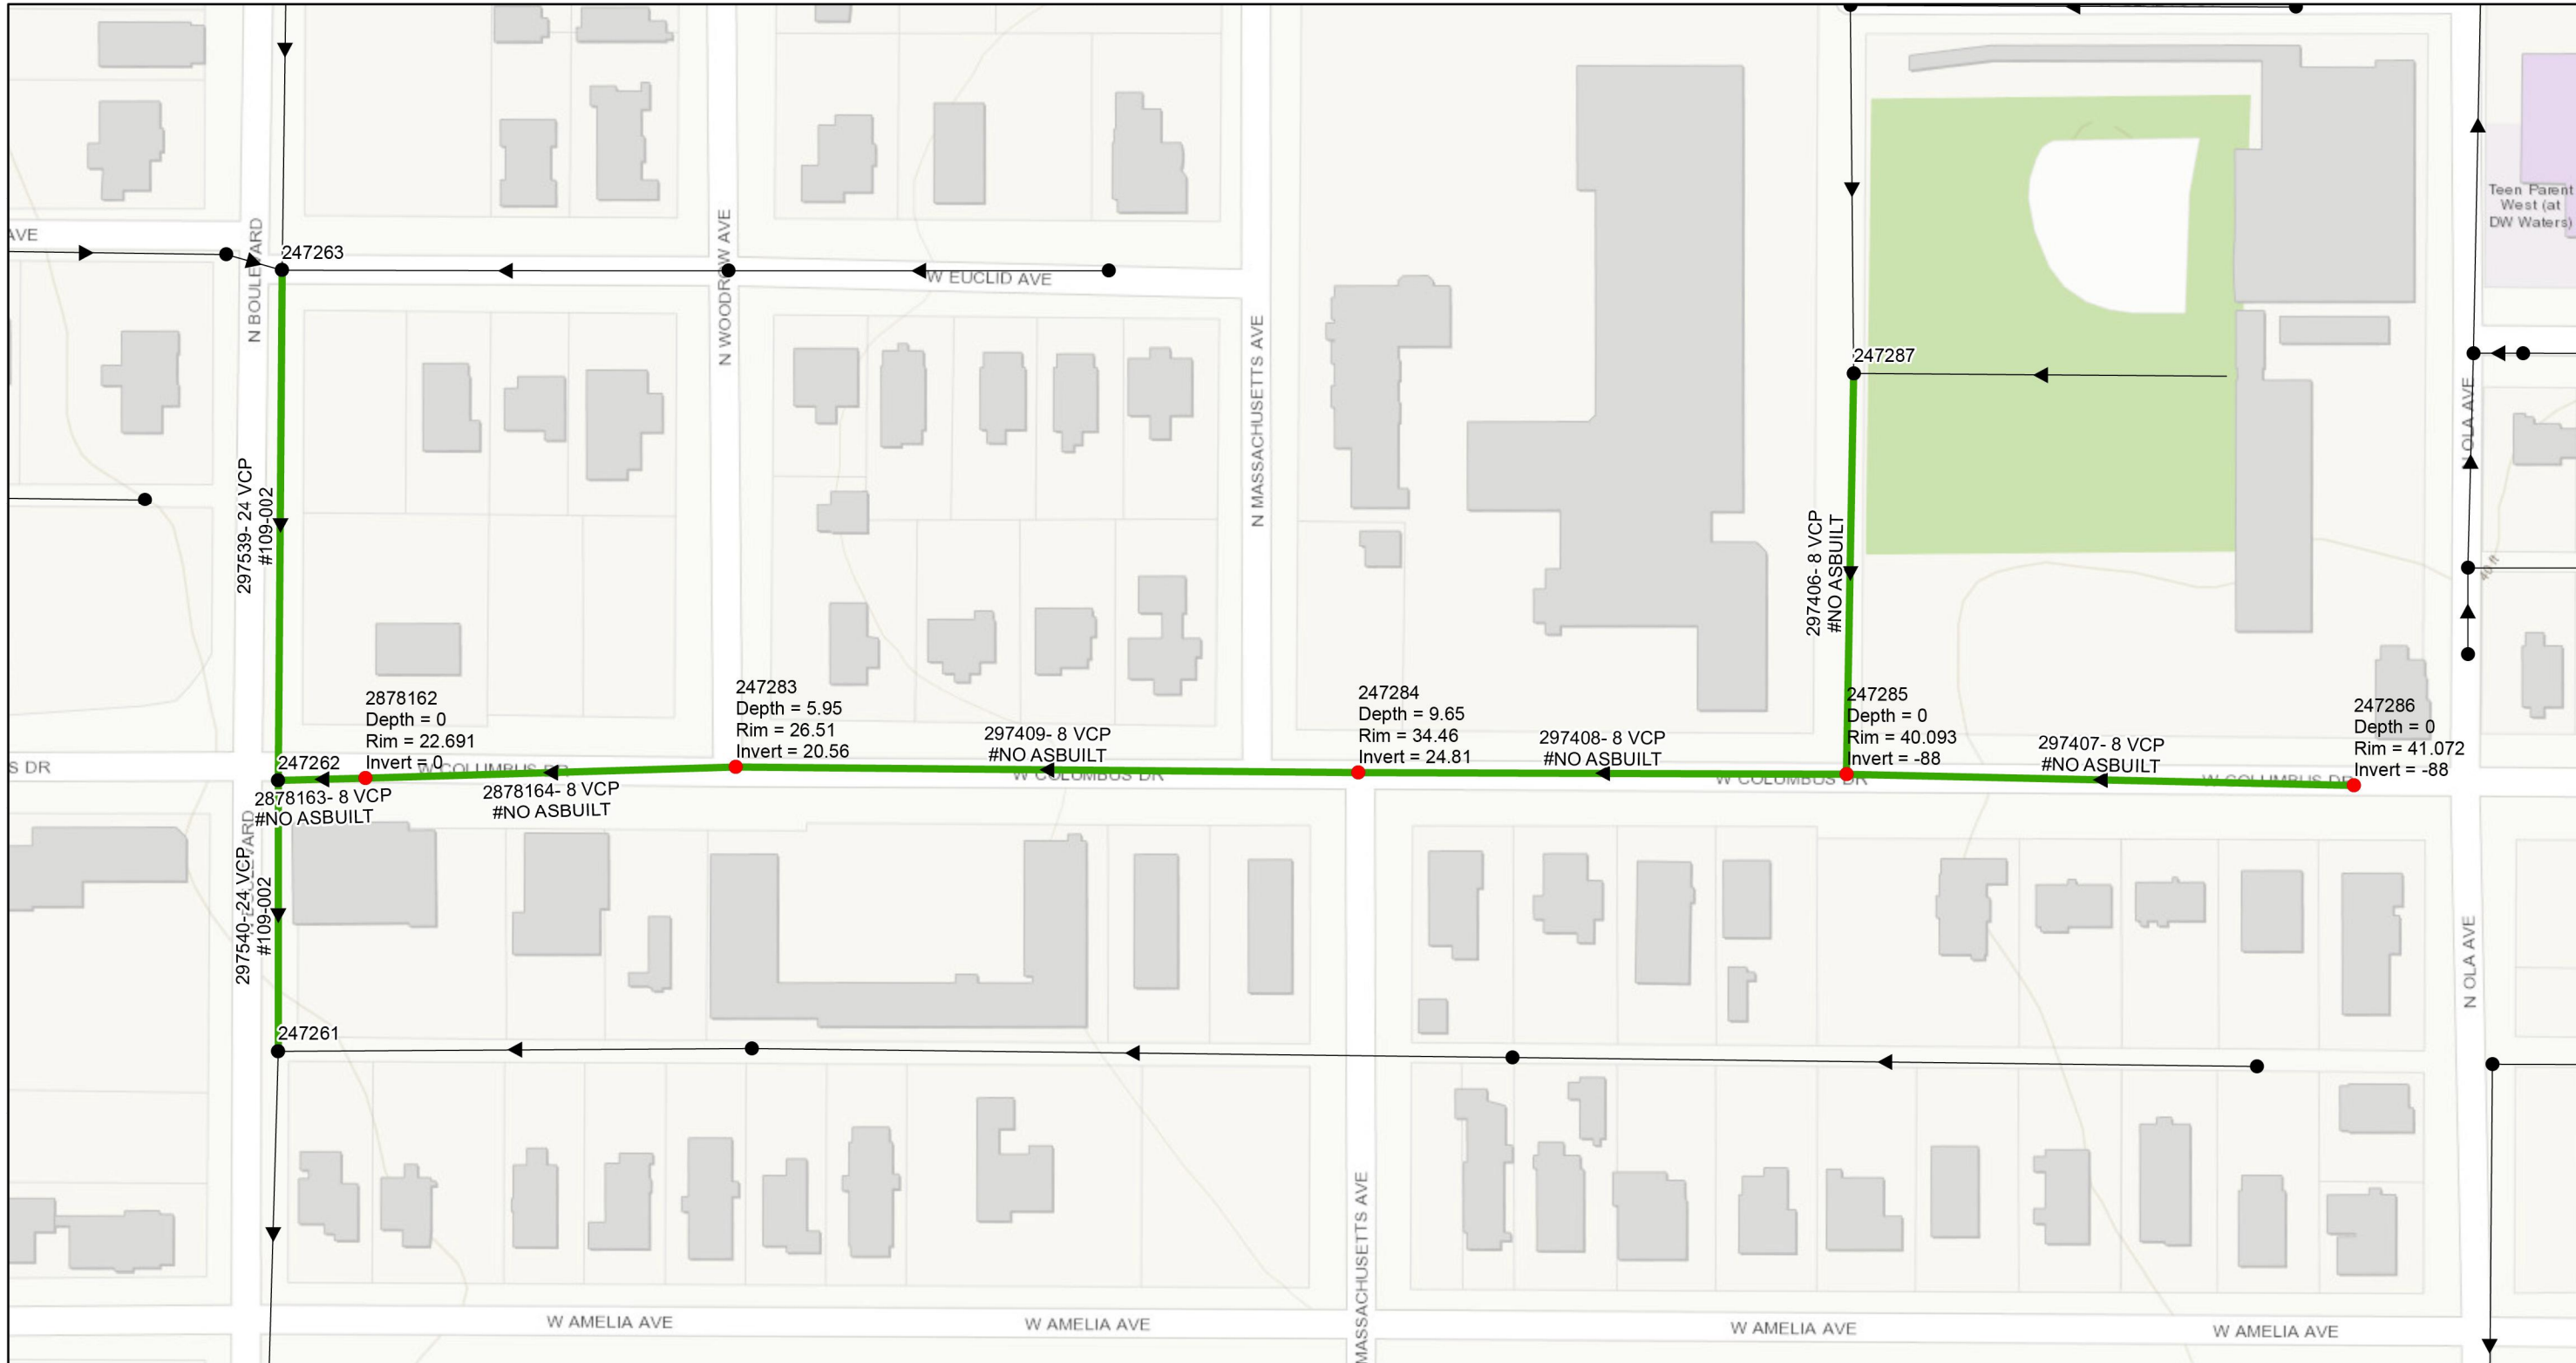 Teen Parent
West (at
DW Waters)
AVE
247263
N BOULEVARD
N WOODROW AVE
W EUCLID AVE
N MASSACHUSETTS AVE
247287
N OLA AVE
297539- 24 VCP
#109-002
297406- 8 VCP
#NO ASBUILT
40 ft
2878162
Depth = 0
Rim = 22.691
Invert = 0
247283
Depth = 5.95
Rim = 26.51
Invert = 20.56
297409- 8 VCP
#NO ASBUILT
247284
Depth = 9.65
Rim = 34.46
Invert = 24.81
297408- 8 VCP
#NO ASBUILT
247285
Depth = 0
Rim = 40.093
Invert = -88
297407- 8 VCP
#NO ASBUILT
247286
Depth = 0
Rim = 41.072
Invert = -88
S DR
247262
W COLUMBUS DR
W COLUMBUS DR
W COLUMBUS DR
W COLUMBUS DR
2878163- 8 VCP
#NO ASBUILT
2878164- 8 VCP
#NO ASBUILT
297540- 24 VCP
#109-002
N OLA AVE
247261
MASSACHUSETTS AVE
W AMELIA AVE
W AMELIA AVE
W AMELIA AVE
W AMELIA AVE